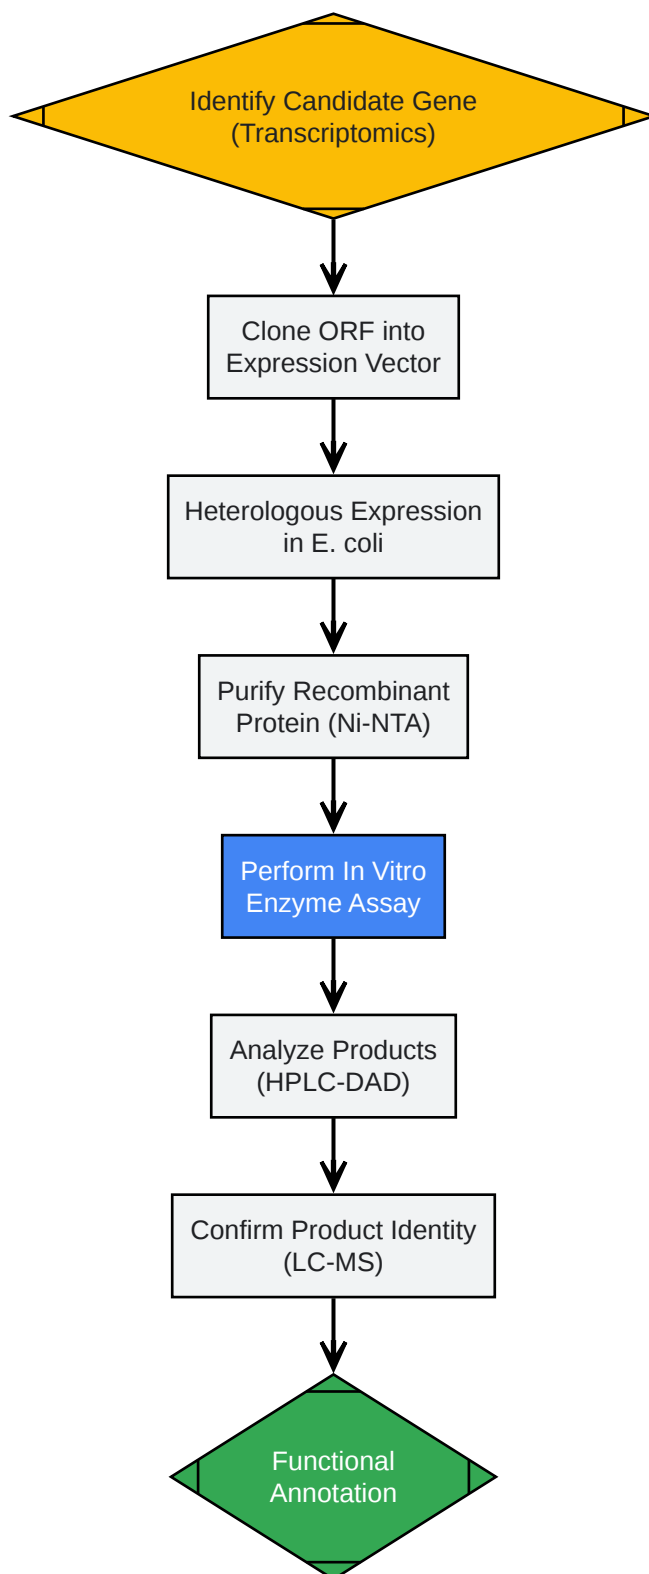 Identify Candidate Gene
(Transcriptomics)
Clone ORF into
Expression Vector
Heterologous Expression
in E. coli
Purify Recombinant
Protein (Ni-NTA)
Perform In Vitro
Enzyme Assay
Analyze Products
(HPLC-DAD)
Confirm Product Identity
(LC-MS)
Functional
Annotation